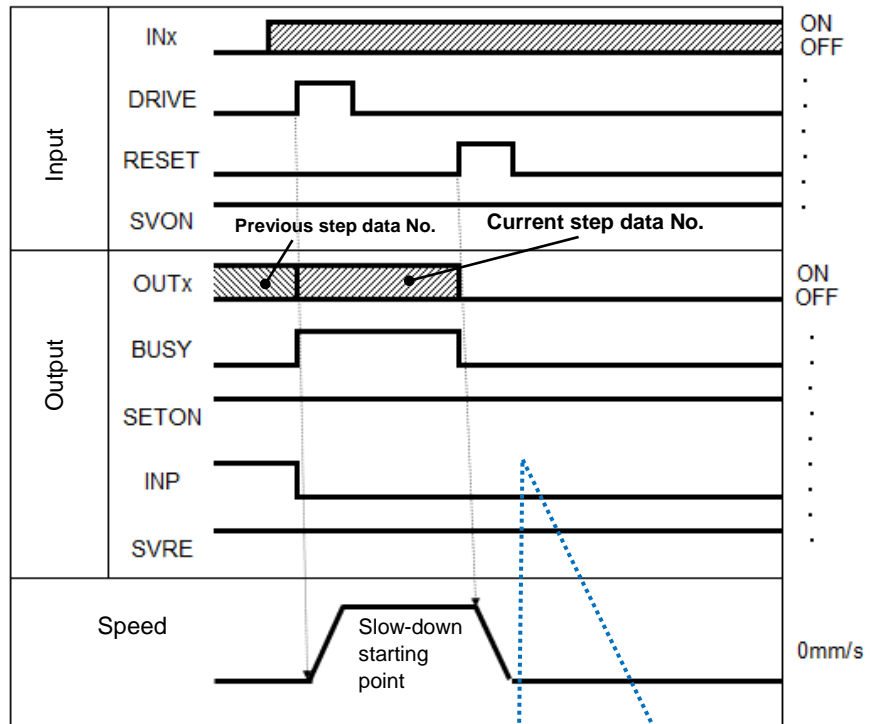 Input
INx
ON
OFF
DRIVE
RESET
SVON
Previous step data No.
Current step data No.
Output
OUTx
ON
OFF
BUSY
SETON
INP
SVRE
Speed
Slow-down
starting
point
0mm/s